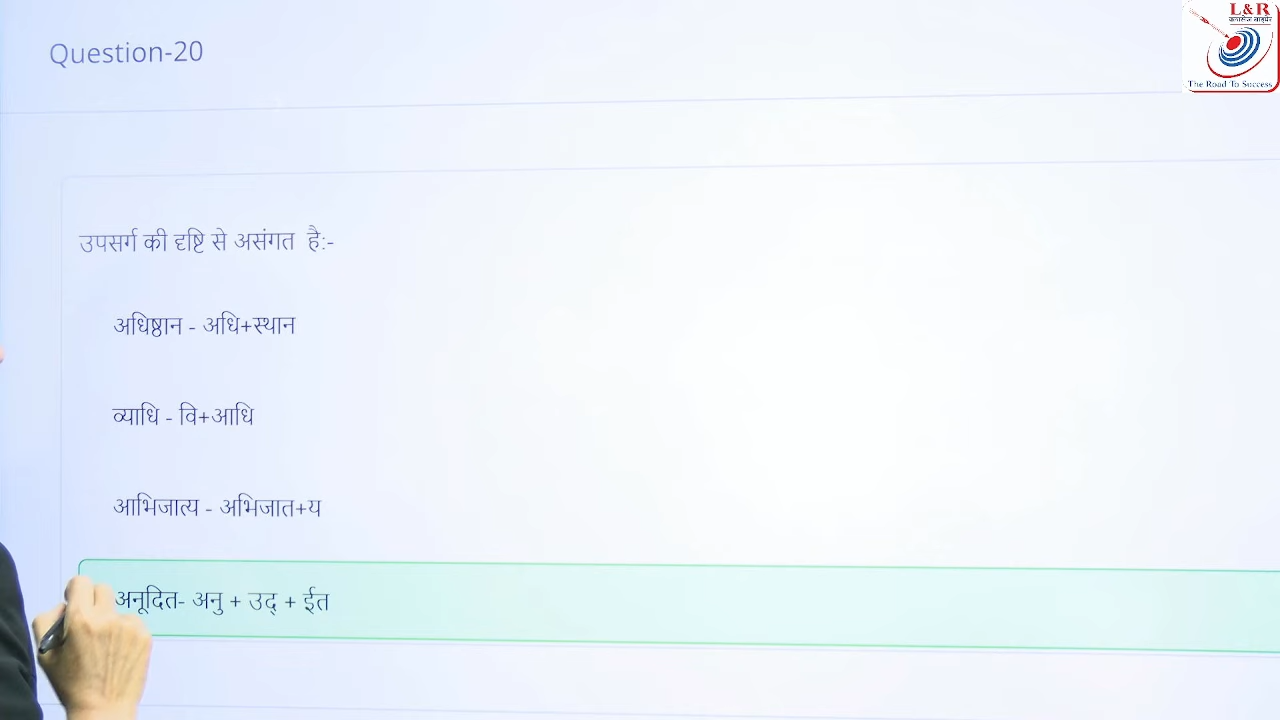 Question-20
L&R
The Road To Success
उपसर्ग की दृष्टि से असंगत है:-
अधिष्ठान - अधि+स्थान
व्याधि - वि+आधि
आभिजात्य - अभिजात+य
अनूदित- अनु + उद् + ईत